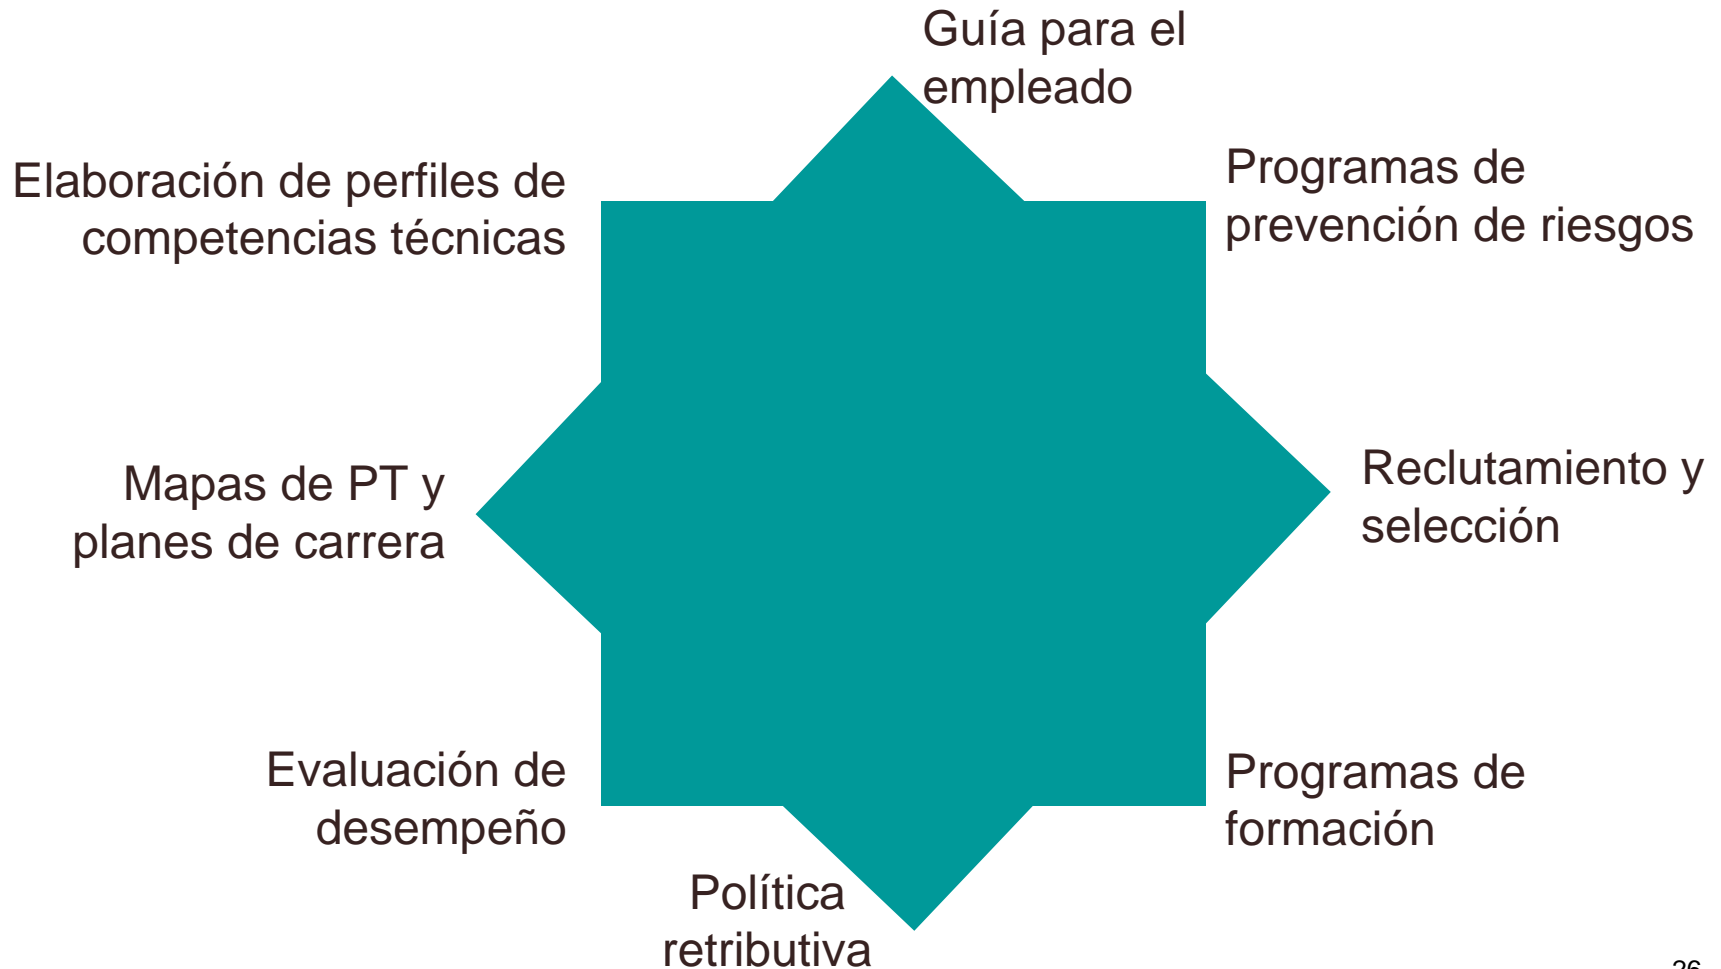 Guía para el
empleado
Elaboración de perfiles de
competencias técnicas
Programas de
prevención de riesgos
Mapas de PT y
planes de carrera
Reclutamiento y
selección
Evaluación de
desempeño
Programas de
formación
Política
retributiva
26